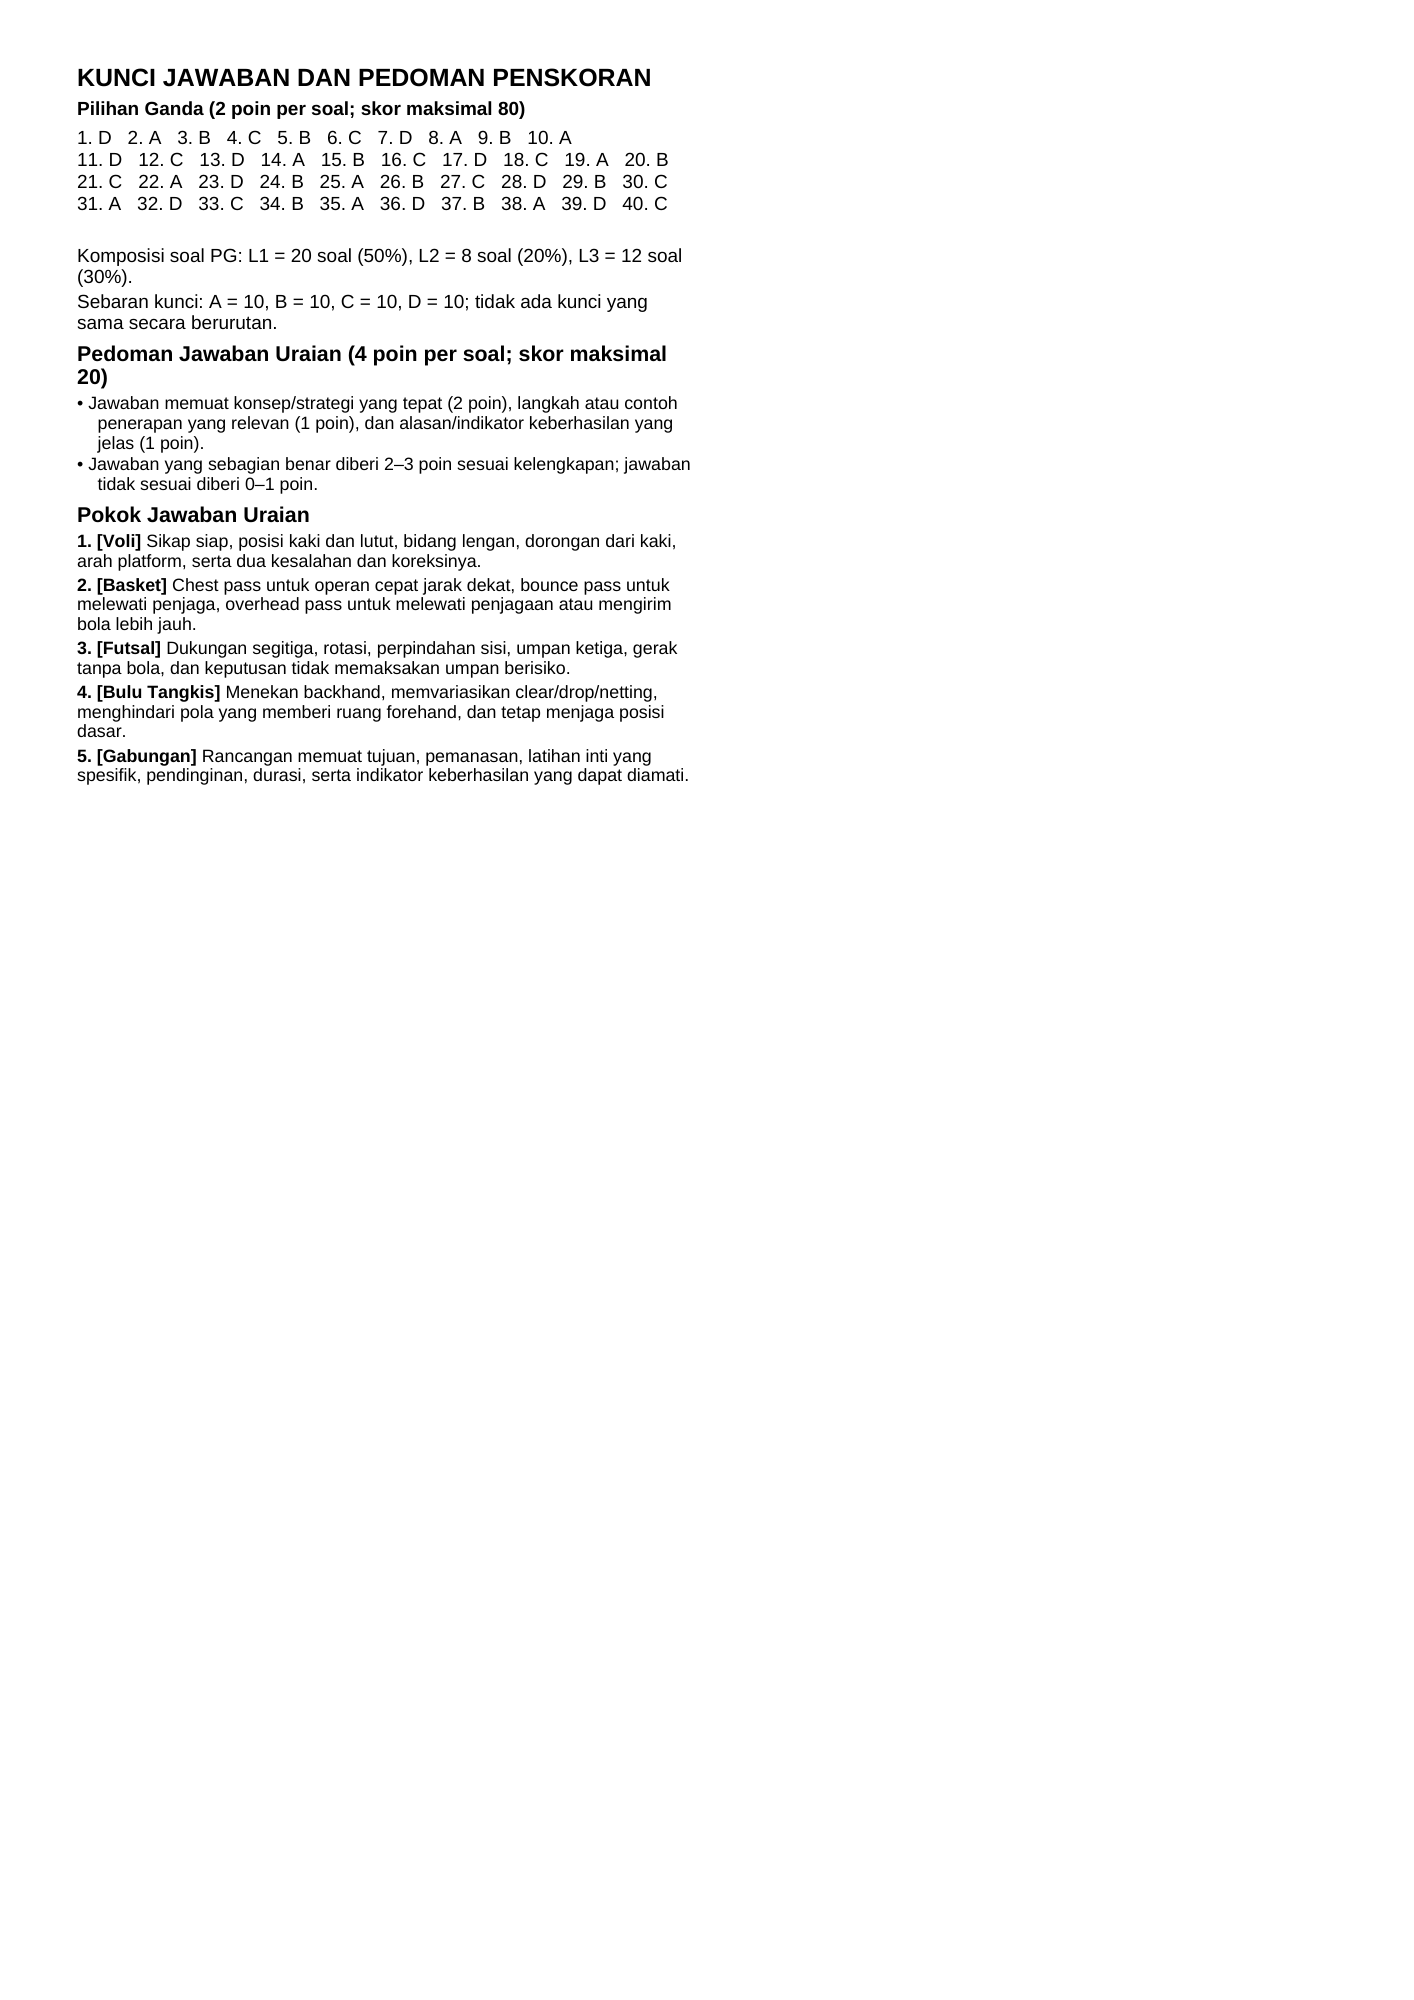 KUNCI JAWABAN DAN PEDOMAN PENSKORAN
Pilihan Ganda (2 poin per soal; skor maksimal 80)
1. D 2. A 3. B 4. C 5. B 6. C 7. D 8. A 9. B 10. A
11. D 12. C 13. D 14. A 15. B 16. C 17. D 18. C 19. A 20. B
21. C 22. A 23. D 24. B 25. A 26. B 27. C 28. D 29. B 30. C
31. A 32. D 33. C 34. B 35. A 36. D 37. B 38. A 39. D 40. C
Komposisi soal PG: L1 = 20 soal (50%), L2 = 8 soal (20%), L3 = 12 soal
(30%).
Sebaran kunci: A = 10, B = 10, C = 10, D = 10; tidak ada kunci yang
sama secara berurutan.
Pedoman Jawaban Uraian (4 poin per soal; skor maksimal
20)
• Jawaban memuat konsep/strategi yang tepat (2 poin), langkah atau contoh
penerapan yang relevan (1 poin), dan alasan/indikator keberhasilan yang
jelas (1 poin).
• Jawaban yang sebagian benar diberi 2–3 poin sesuai kelengkapan; jawaban
tidak sesuai diberi 0–1 poin.
Pokok Jawaban Uraian
1. [Voli] Sikap siap, posisi kaki dan lutut, bidang lengan, dorongan dari kaki,
arah platform, serta dua kesalahan dan koreksinya.
2. [Basket] Chest pass untuk operan cepat jarak dekat, bounce pass untuk
melewati penjaga, overhead pass untuk melewati penjagaan atau mengirim
bola lebih jauh.
3. [Futsal] Dukungan segitiga, rotasi, perpindahan sisi, umpan ketiga, gerak
tanpa bola, dan keputusan tidak memaksakan umpan berisiko.
4. [Bulu Tangkis] Menekan backhand, memvariasikan clear/drop/netting,
menghindari pola yang memberi ruang forehand, dan tetap menjaga posisi
dasar.
5. [Gabungan] Rancangan memuat tujuan, pemanasan, latihan inti yang
spesifik, pendinginan, durasi, serta indikator keberhasilan yang dapat diamati.